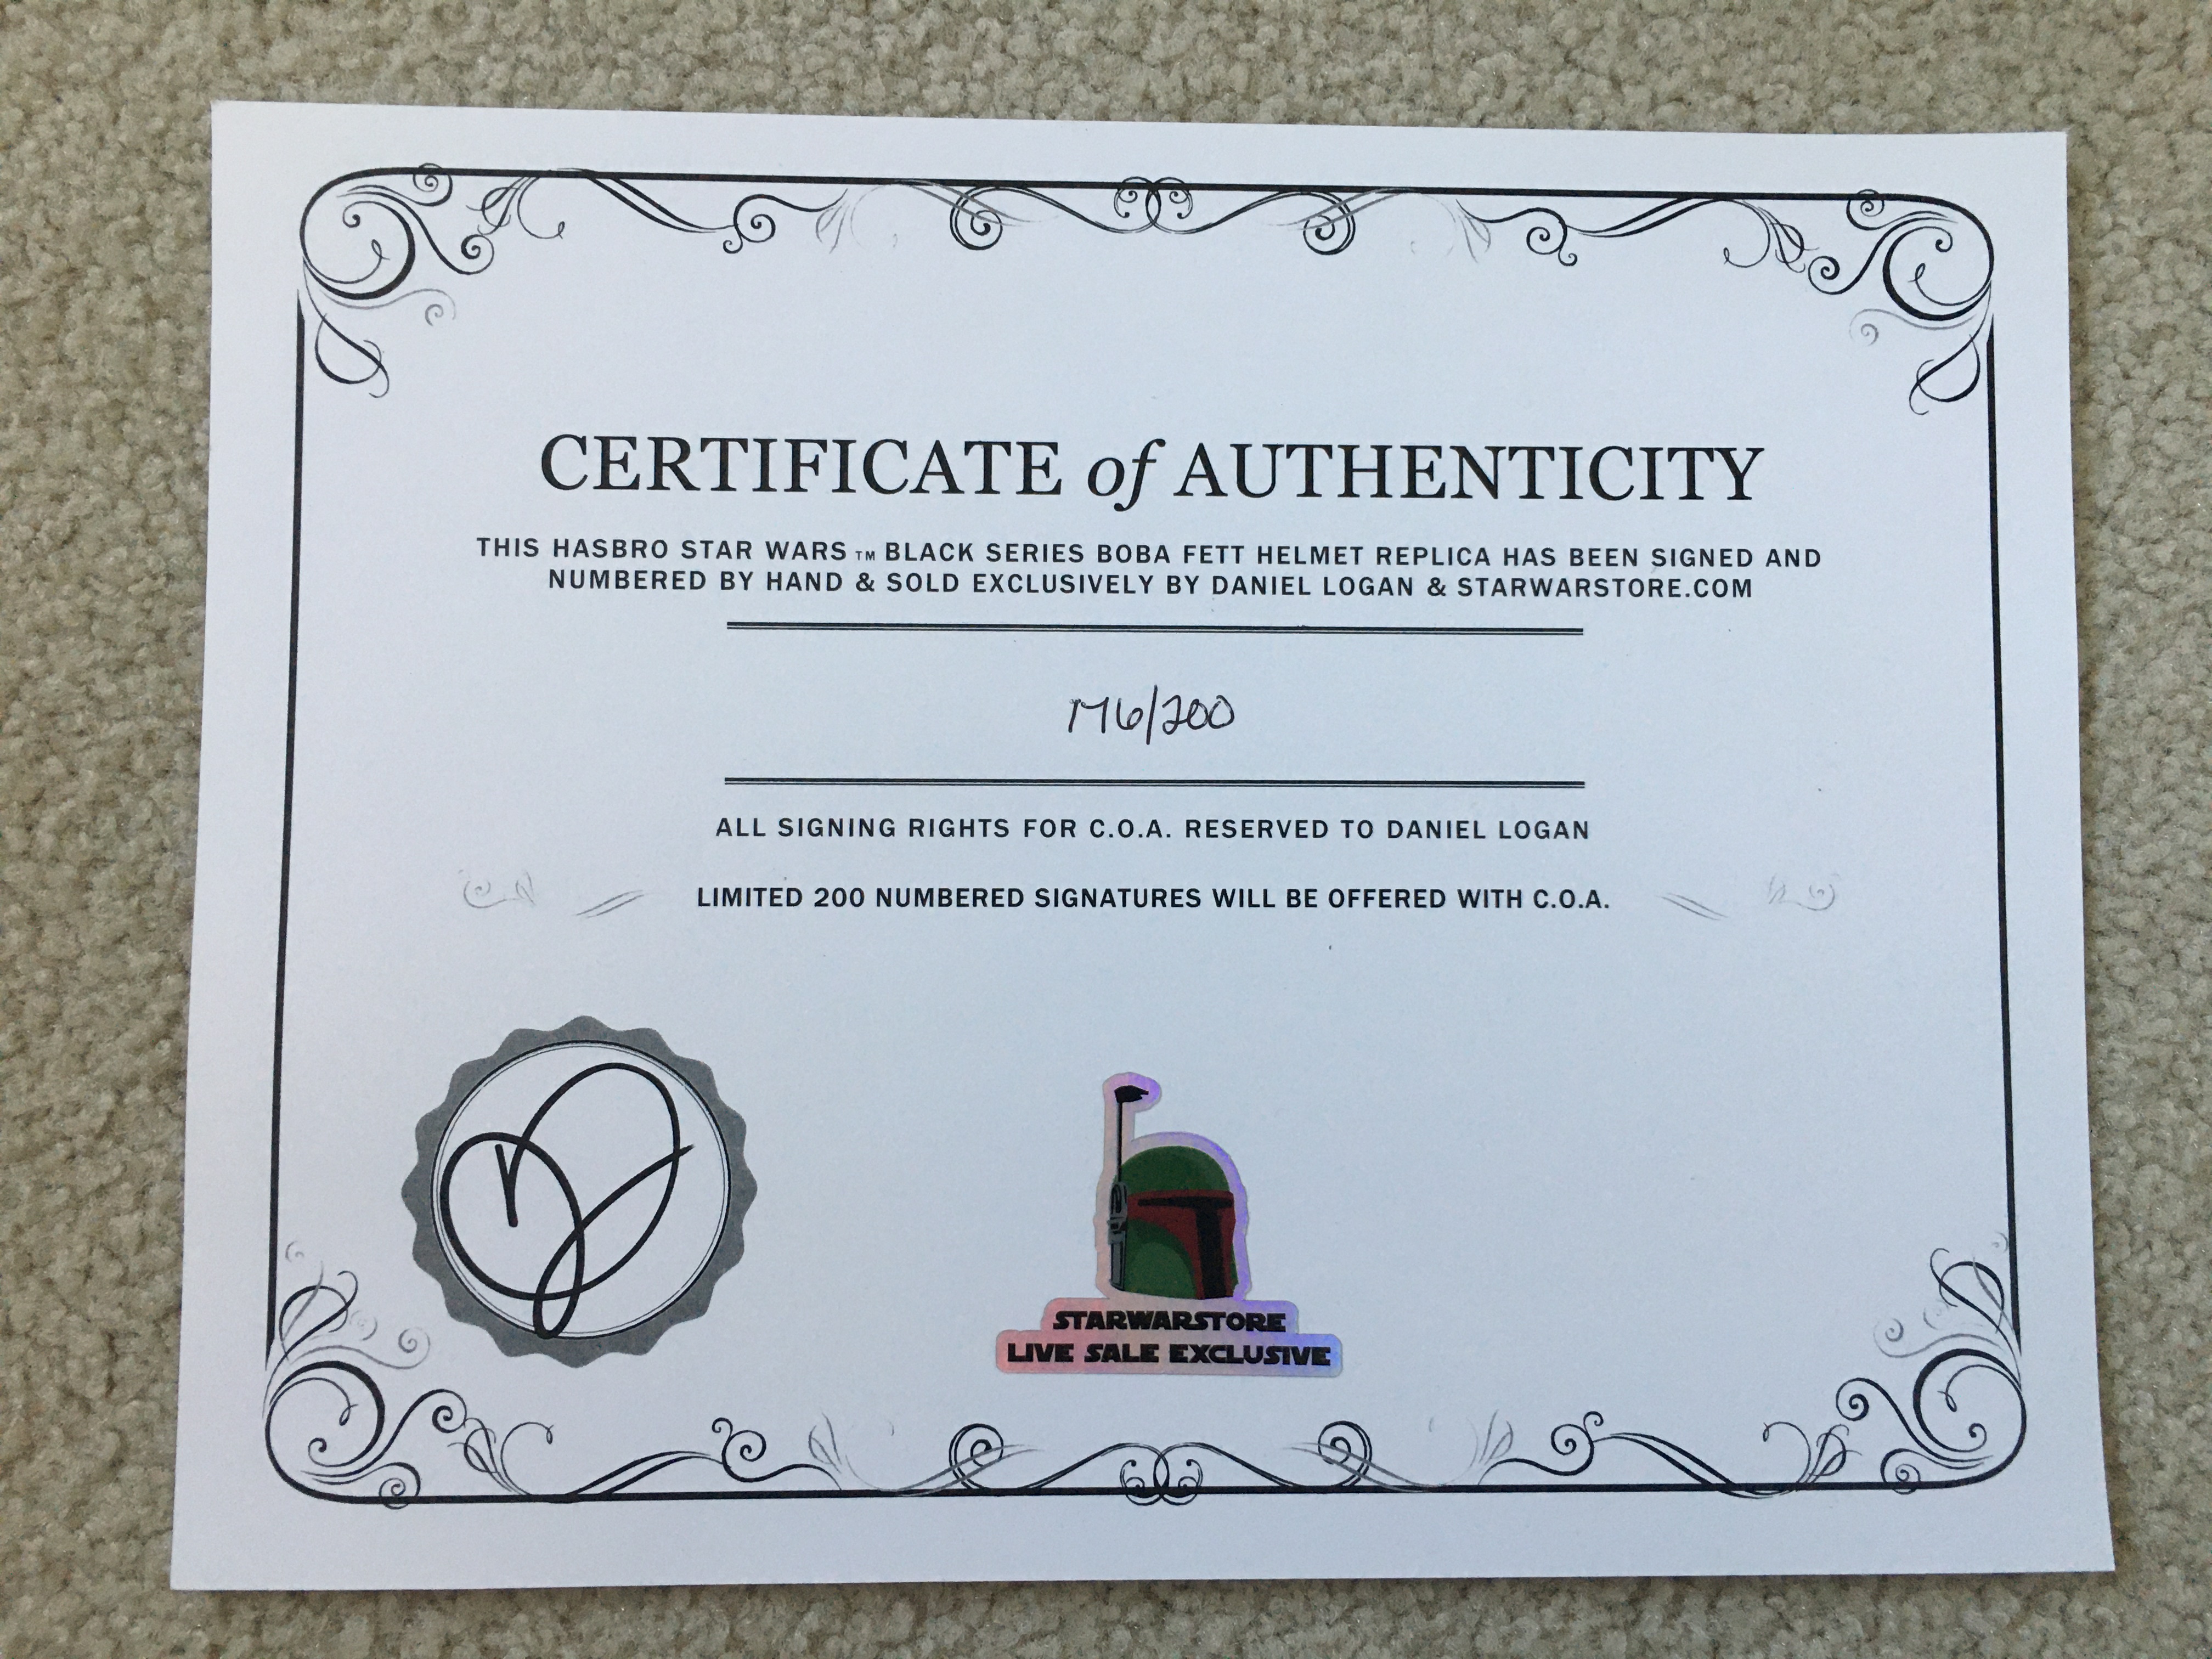 CERTIFICATE of AUTHENTICITY
THIS HASBRO STAR WARS TM BLACK SERIES BOBA FETT HELMET REPLICA HAS BEEN SIGNED AND
NUMBERED BY HAND & SOLD EXCLUSIVELY BY DANIEL LOGAN & STARWARSTORE.COM
176/200
ALL SIGNING RIGHTS FOR C.O.A. RESERVED TO DANIEL LOGAN
LIMITED 200 NUMBERED SIGNATURES WILL BE OFFERED WITH C.O.A.
STARWARSTORE
LIVE SALE EXCLUSIVE